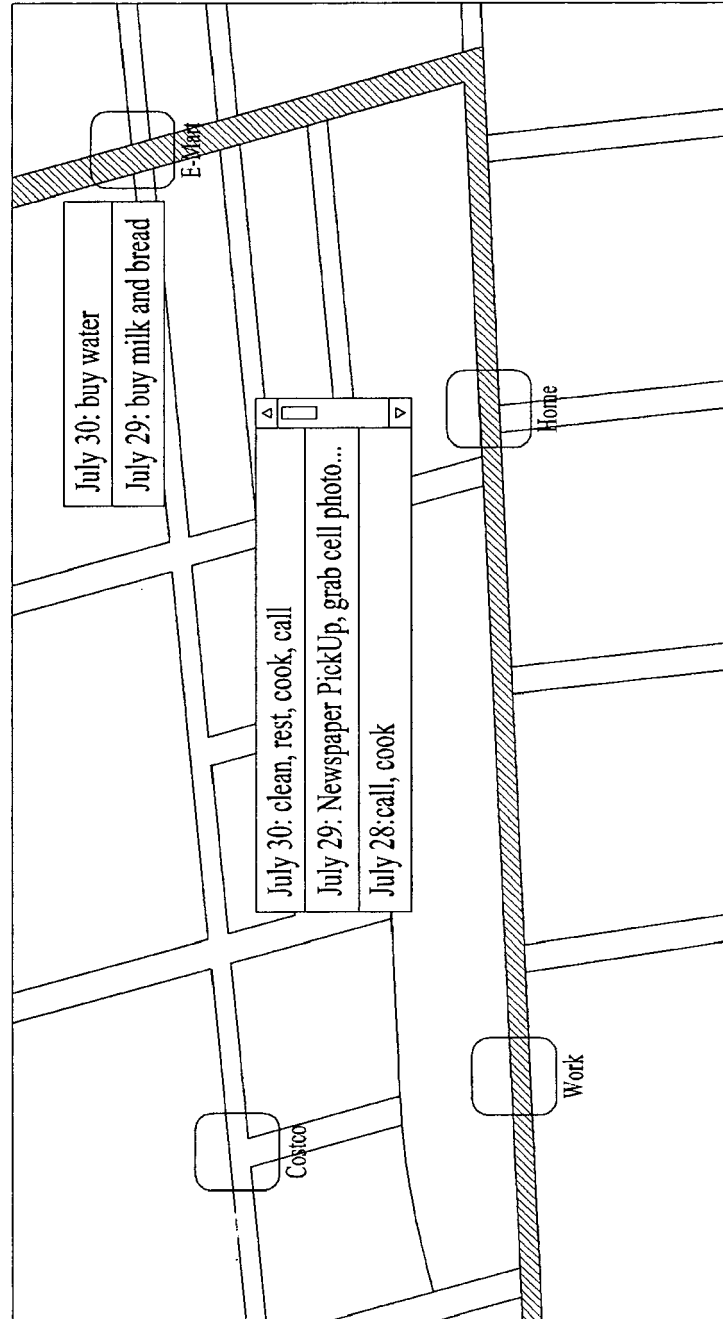 July 30: buy water
July 29: buy milk and bread
E-Mart
July 30: clean, rest, cook, call
July 29: Newspaper PickUp, grab cell photo...
July 28:call, cook
Costco
Home
Work